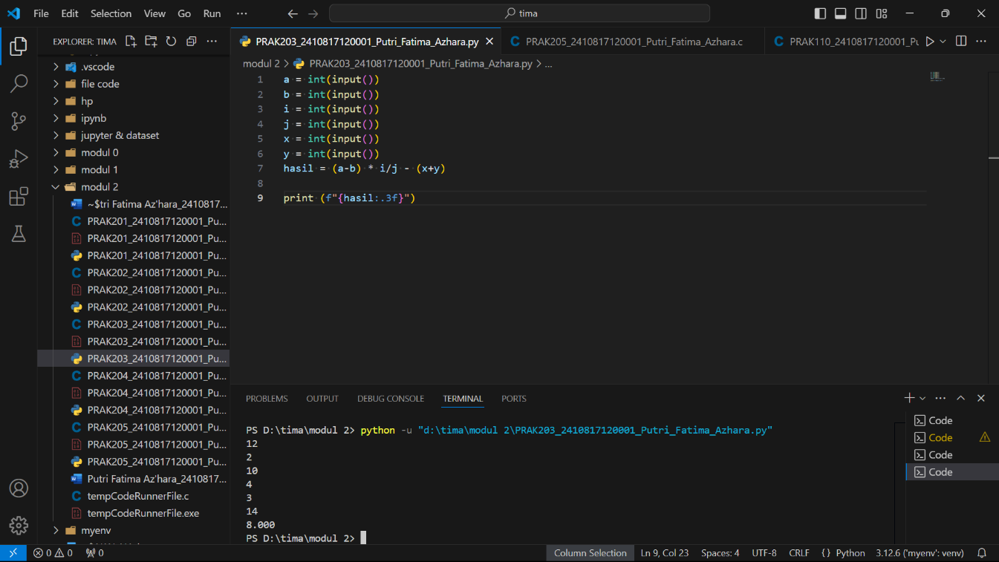 File Edit Selection View Go Run ··· tima
EXPLORER: TIMA ···
.vscode
file code
hp
ipynb
jupyter & dataset
modul 0
modul 1
modul 2
~$tri Fatima Az'hara_2410817...
PRAK201_2410817120001_Pu...
PRAK201_2410817120001_Pu...
PRAK201_2410817120001_Pu...
PRAK202_2410817120001_Pu...
PRAK202_2410817120001_Pu...
PRAK202_2410817120001_Pu...
PRAK203_2410817120001_Pu...
PRAK203_2410817120001_Pu...
PRAK203_2410817120001_Pu...
PRAK204_2410817120001_Pu...
PRAK204_2410817120001_Pu...
PRAK204_2410817120001_Pu...
PRAK205_2410817120001_Pu...
PRAK205_2410817120001_Pu...
PRAK205_2410817120001_Pu...
Putri Fatima Az'hara_2410817...
tempCodeRunnerFile.c
tempCodeRunnerFile.exe
myenv
PRAK203_2410817120001_Putri_Fatima_Azhara.py PRAK205_2410817120001_Putri_Fatima_Azhara.c PRAK110_2410817120001_Pu
modul 2 > PRAK203_2410817120001_Putri_Fatima_Azhara.py > ...
1 a = int(input())
2 b = int(input())
3 i = int(input())
4 j = int(input())
5 x = int(input())
6 y = int(input())
7 hasil = (a-b) * i/j - (x+y)
8
9 print (f"{hasil:.3f}")
PROBLEMS OUTPUT DEBUG CONSOLE TERMINAL PORTS
PS D:\tima\modul 2> python -u "d:\tima\modul 2\PRAK203_2410817120001_Putri_Fatima_Azhara.py"
12
2
10
4
3
14
8.000
PS D:\tima\modul 2>
Code
Code
Code
Code
0 0 0 Column Selection Ln 9, Col 23 Spaces: 4 UTF-8 CRLF {} Python 3.12.6 ('myenv': venv)